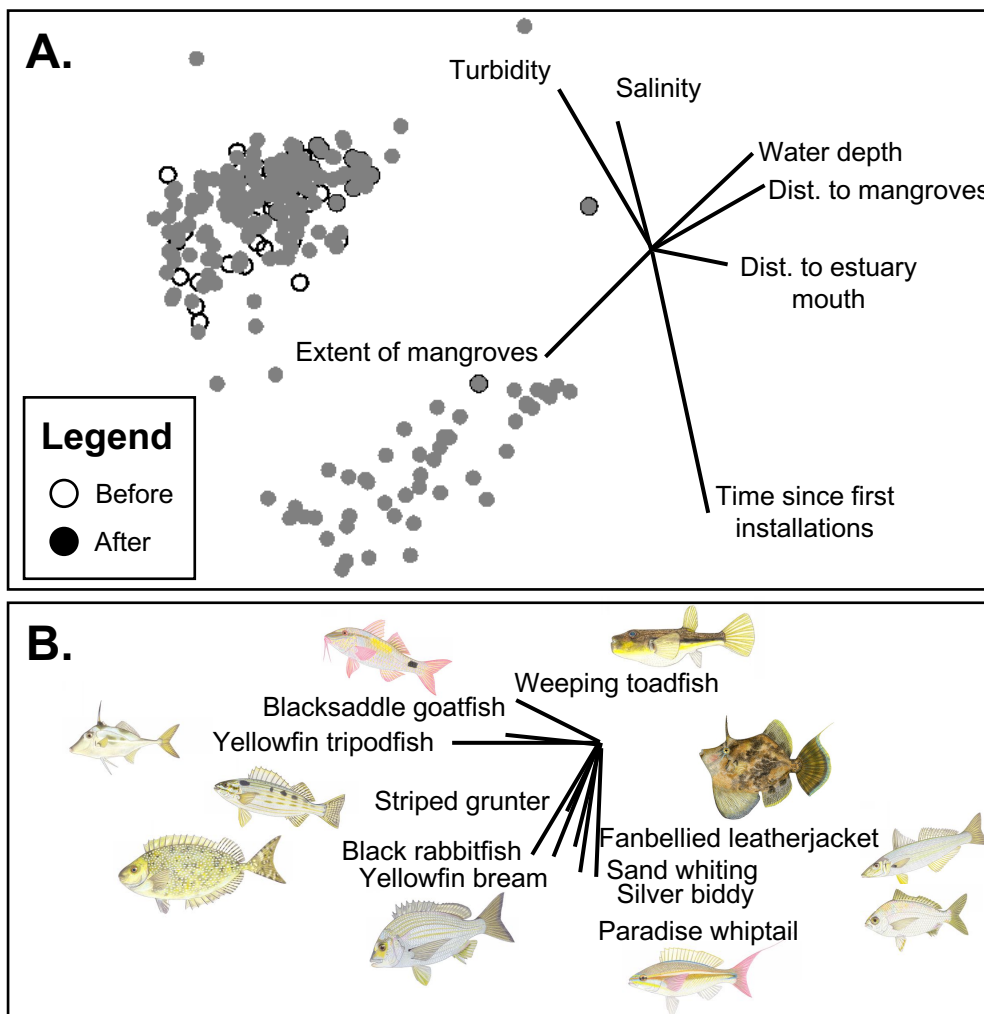 A.
Turbidity
Salinity
Water depth
Dist. to mangroves
Dist. to estuary
mouth
Extent of mangroves
Legend
Before
After
Time since first
installations
B.
Weeping toadfish
Blacksaddle goatfish
Yellowfin tripodfish
Striped grunter
Fanbellied leatherjacket
Black rabbitfish
Sand whiting
Yellowfin bream
Silver biddy
Paradise whiptail